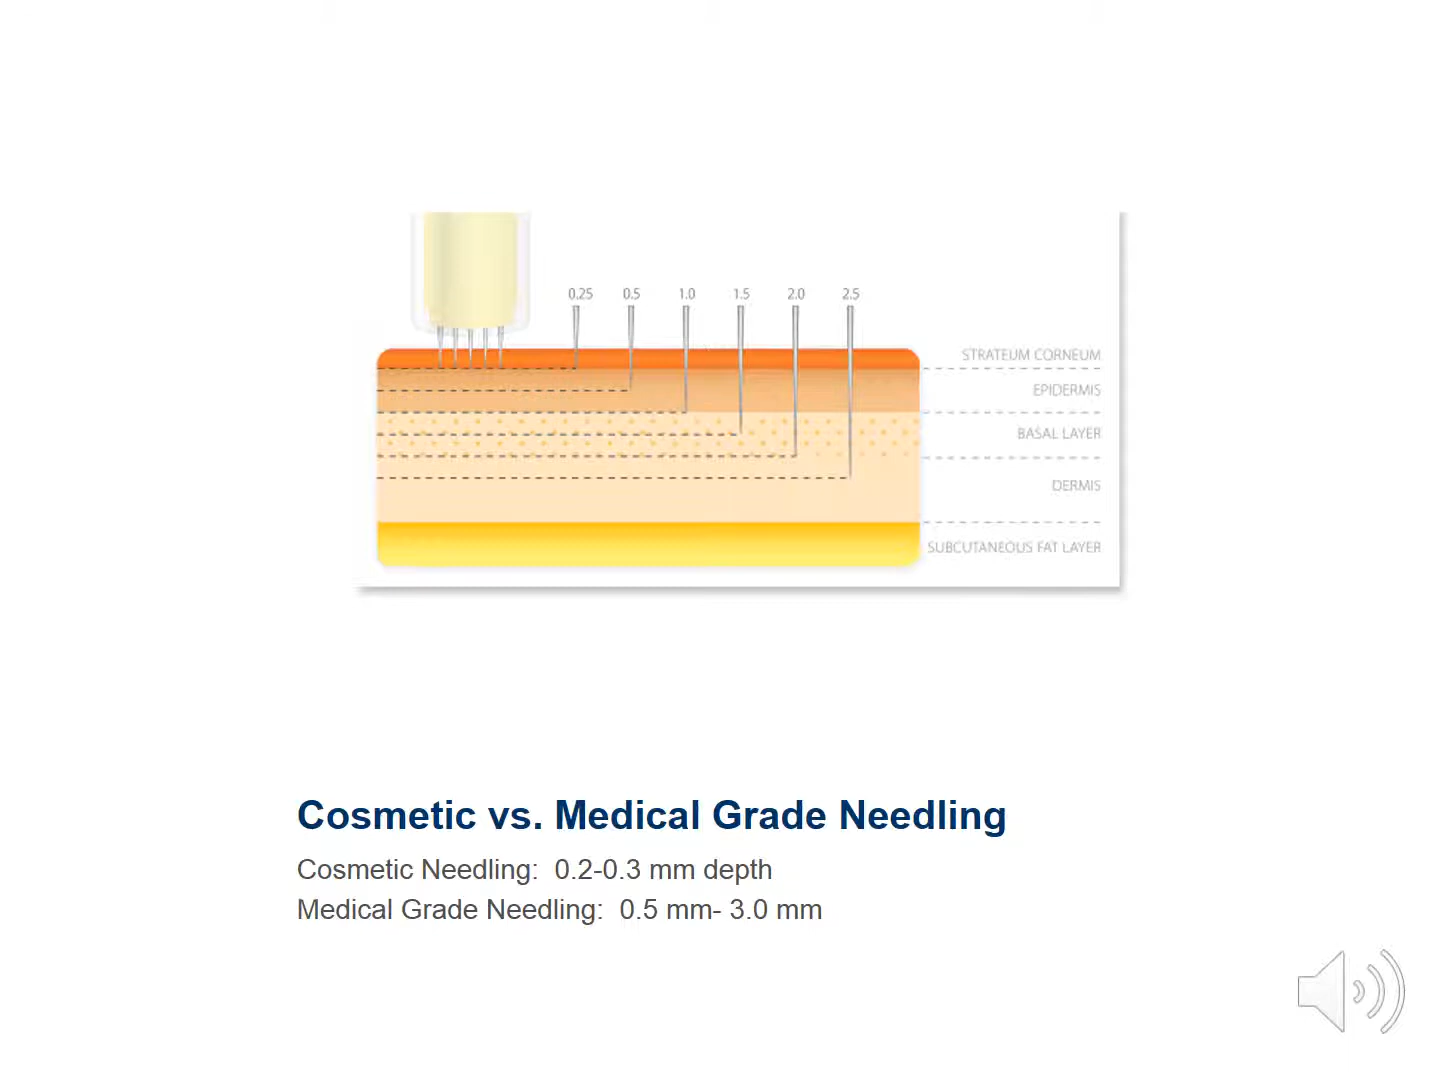 0.25 0.5 1.0 1.5 2.0 2.5
STRATEUM CORNEUM
EPIDERMIS
BASAL LAYER
DERMIS
SUBCUTANEOUS FAT LAYER
Cosmetic vs. Medical Grade Needling
Cosmetic Needling:  0.2-0.3 mm depth
Medical Grade Needling:  0.5 mm- 3.0 mm